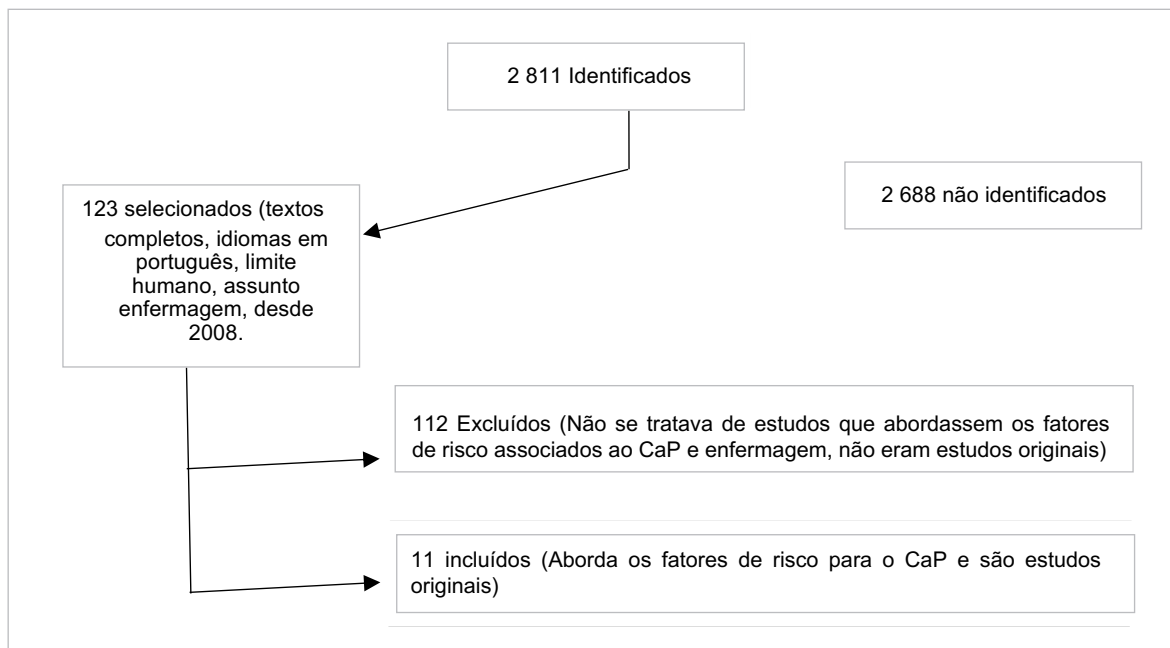 2 811 Identificados
2 688 não identificados
123 selecionados (textos
completos, idiomas em
português, limite
humano, assunto
enfermagem, desde
2008.
112 Excluídos (Não se tratava de estudos que abordassem os fatores
de risco associados ao CaP e enfermagem, não eram estudos originais)
11 incluídos (Aborda os fatores de risco para o CaP e são estudos
originais)